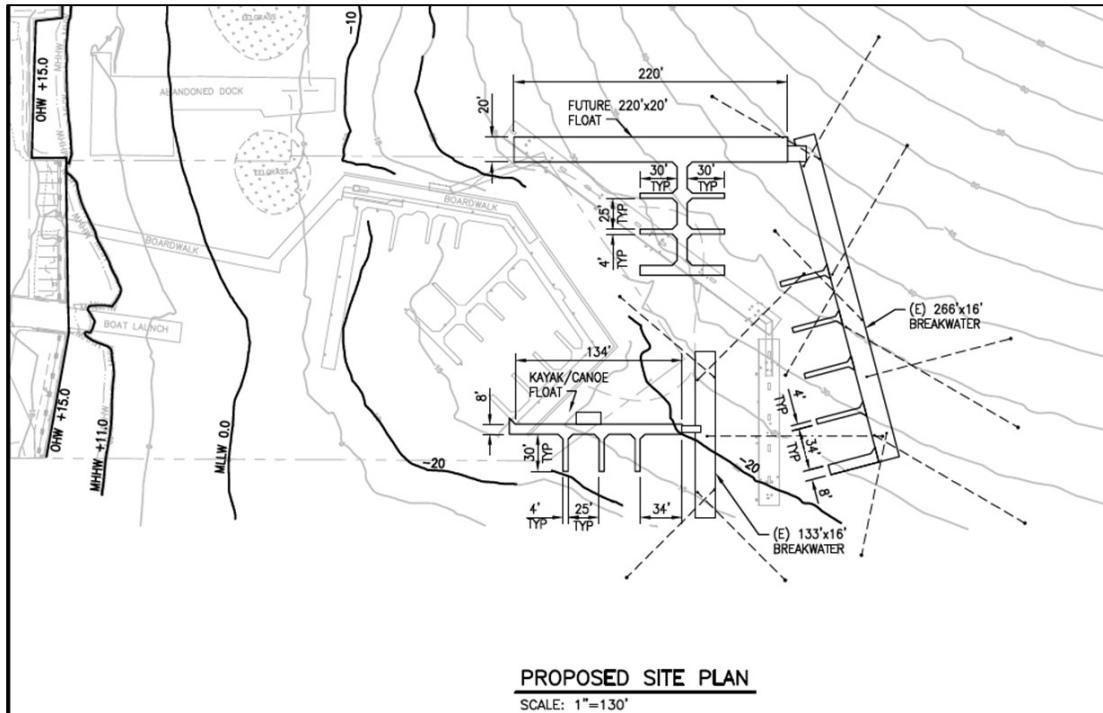 EELGRASS
-10
OHW +15.0
MHHW
ABANDONED DOCK
220'
20'
FUTURE 220'x20'
FLOAT
EELGRASS
30'
TYP
30'
TYP
25'
TYP
4'
TYP
BOARDWALK
BOARDWALK
MHHW
BOAT LAUNCH
(E) 266'x16'
BREAKWATER
134'
KAYAK/CANOE
FLOAT
8'
30'
TYP
4'
TYP
25'
TYP
34'
4'
TYP
34'
TYP
8'
OHW +15.0
MHHW +11.0
MLLW 0.0
-20
-20
(E) 133'x16'
BREAKWATER
PROPOSED SITE PLAN
SCALE: 1"=130'